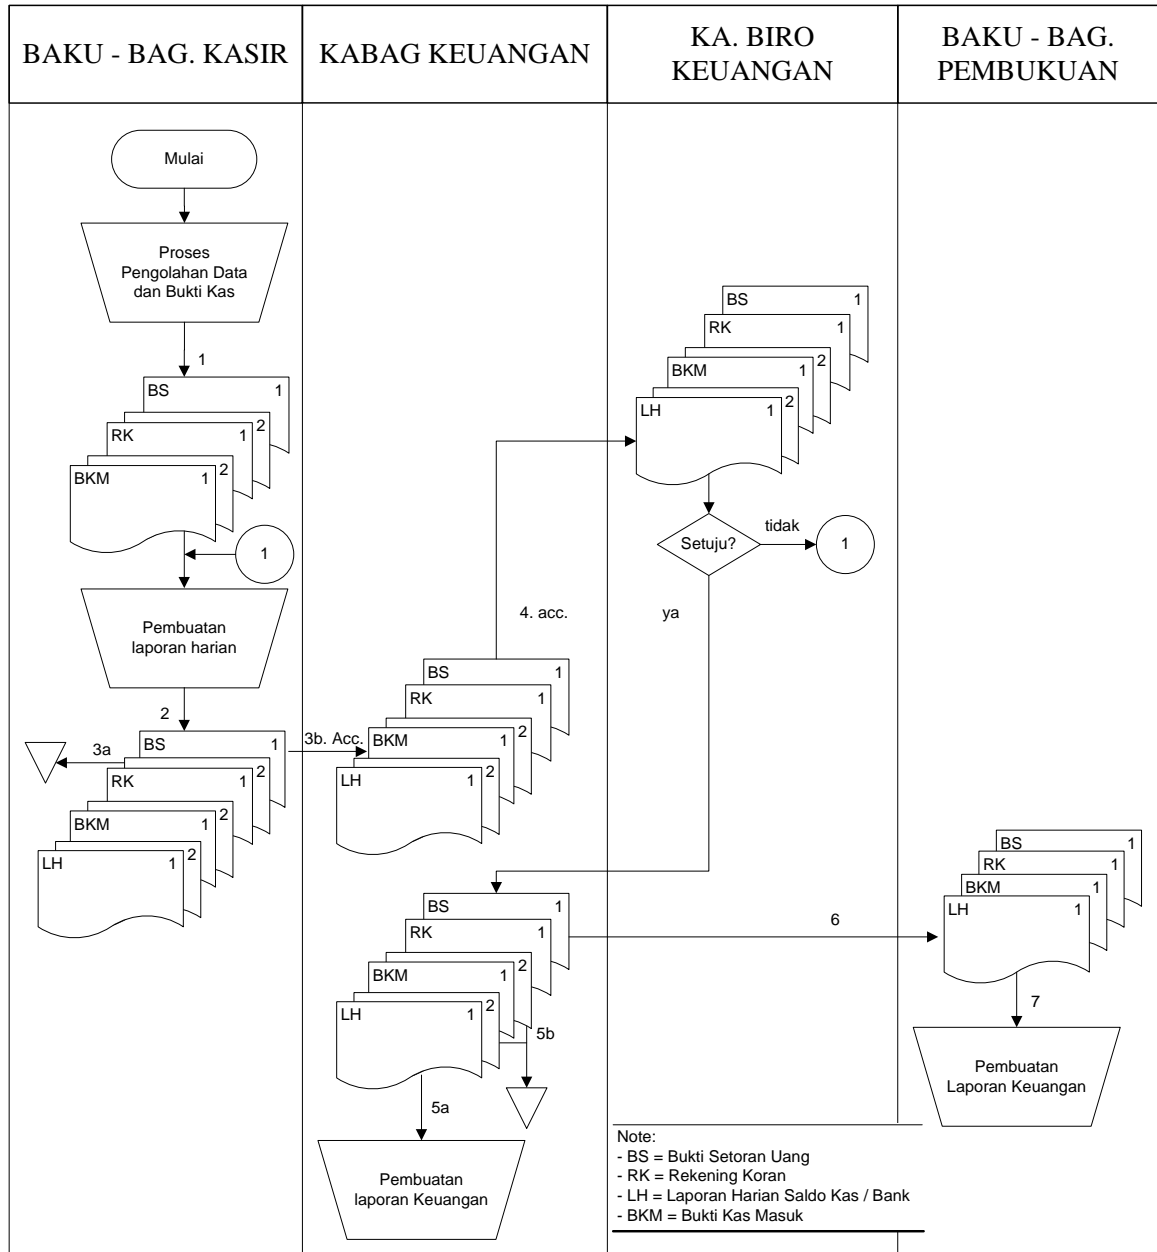 BAKU - BAG. KASIR
KABAG KEUANGAN
KA. BIRO
KEUANGAN
BAKU - BAG.
PEMBUKUAN
Mulai
Proses
Pengolahan Data
dan Bukti Kas
1
BS 1
2
RK 1
2
BKM 1
1
Pembuatan
laporan harian
2
3a
BS 1
2
RK 1
2
BKM 1
2
LH 1
3b. Acc.
BS 1
RK 1
2
BKM 1
2
LH 1
4. acc.
BS 1
RK 1
2
BKM 1
2
LH 1
Setuju?
tidak
1
ya
BS 1
RK 1
2
BKM 1
2
LH 1
5b
5a
Pembuatan
laporan Keuangan
6
BS 1
RK 1
BKM 1
LH 1
7
Pembuatan
Laporan Keuangan
Note:
- BS = Bukti Setoran Uang
- RK = Rekening Koran
- LH = Laporan Harian Saldo Kas / Bank
- BKM = Bukti Kas Masuk